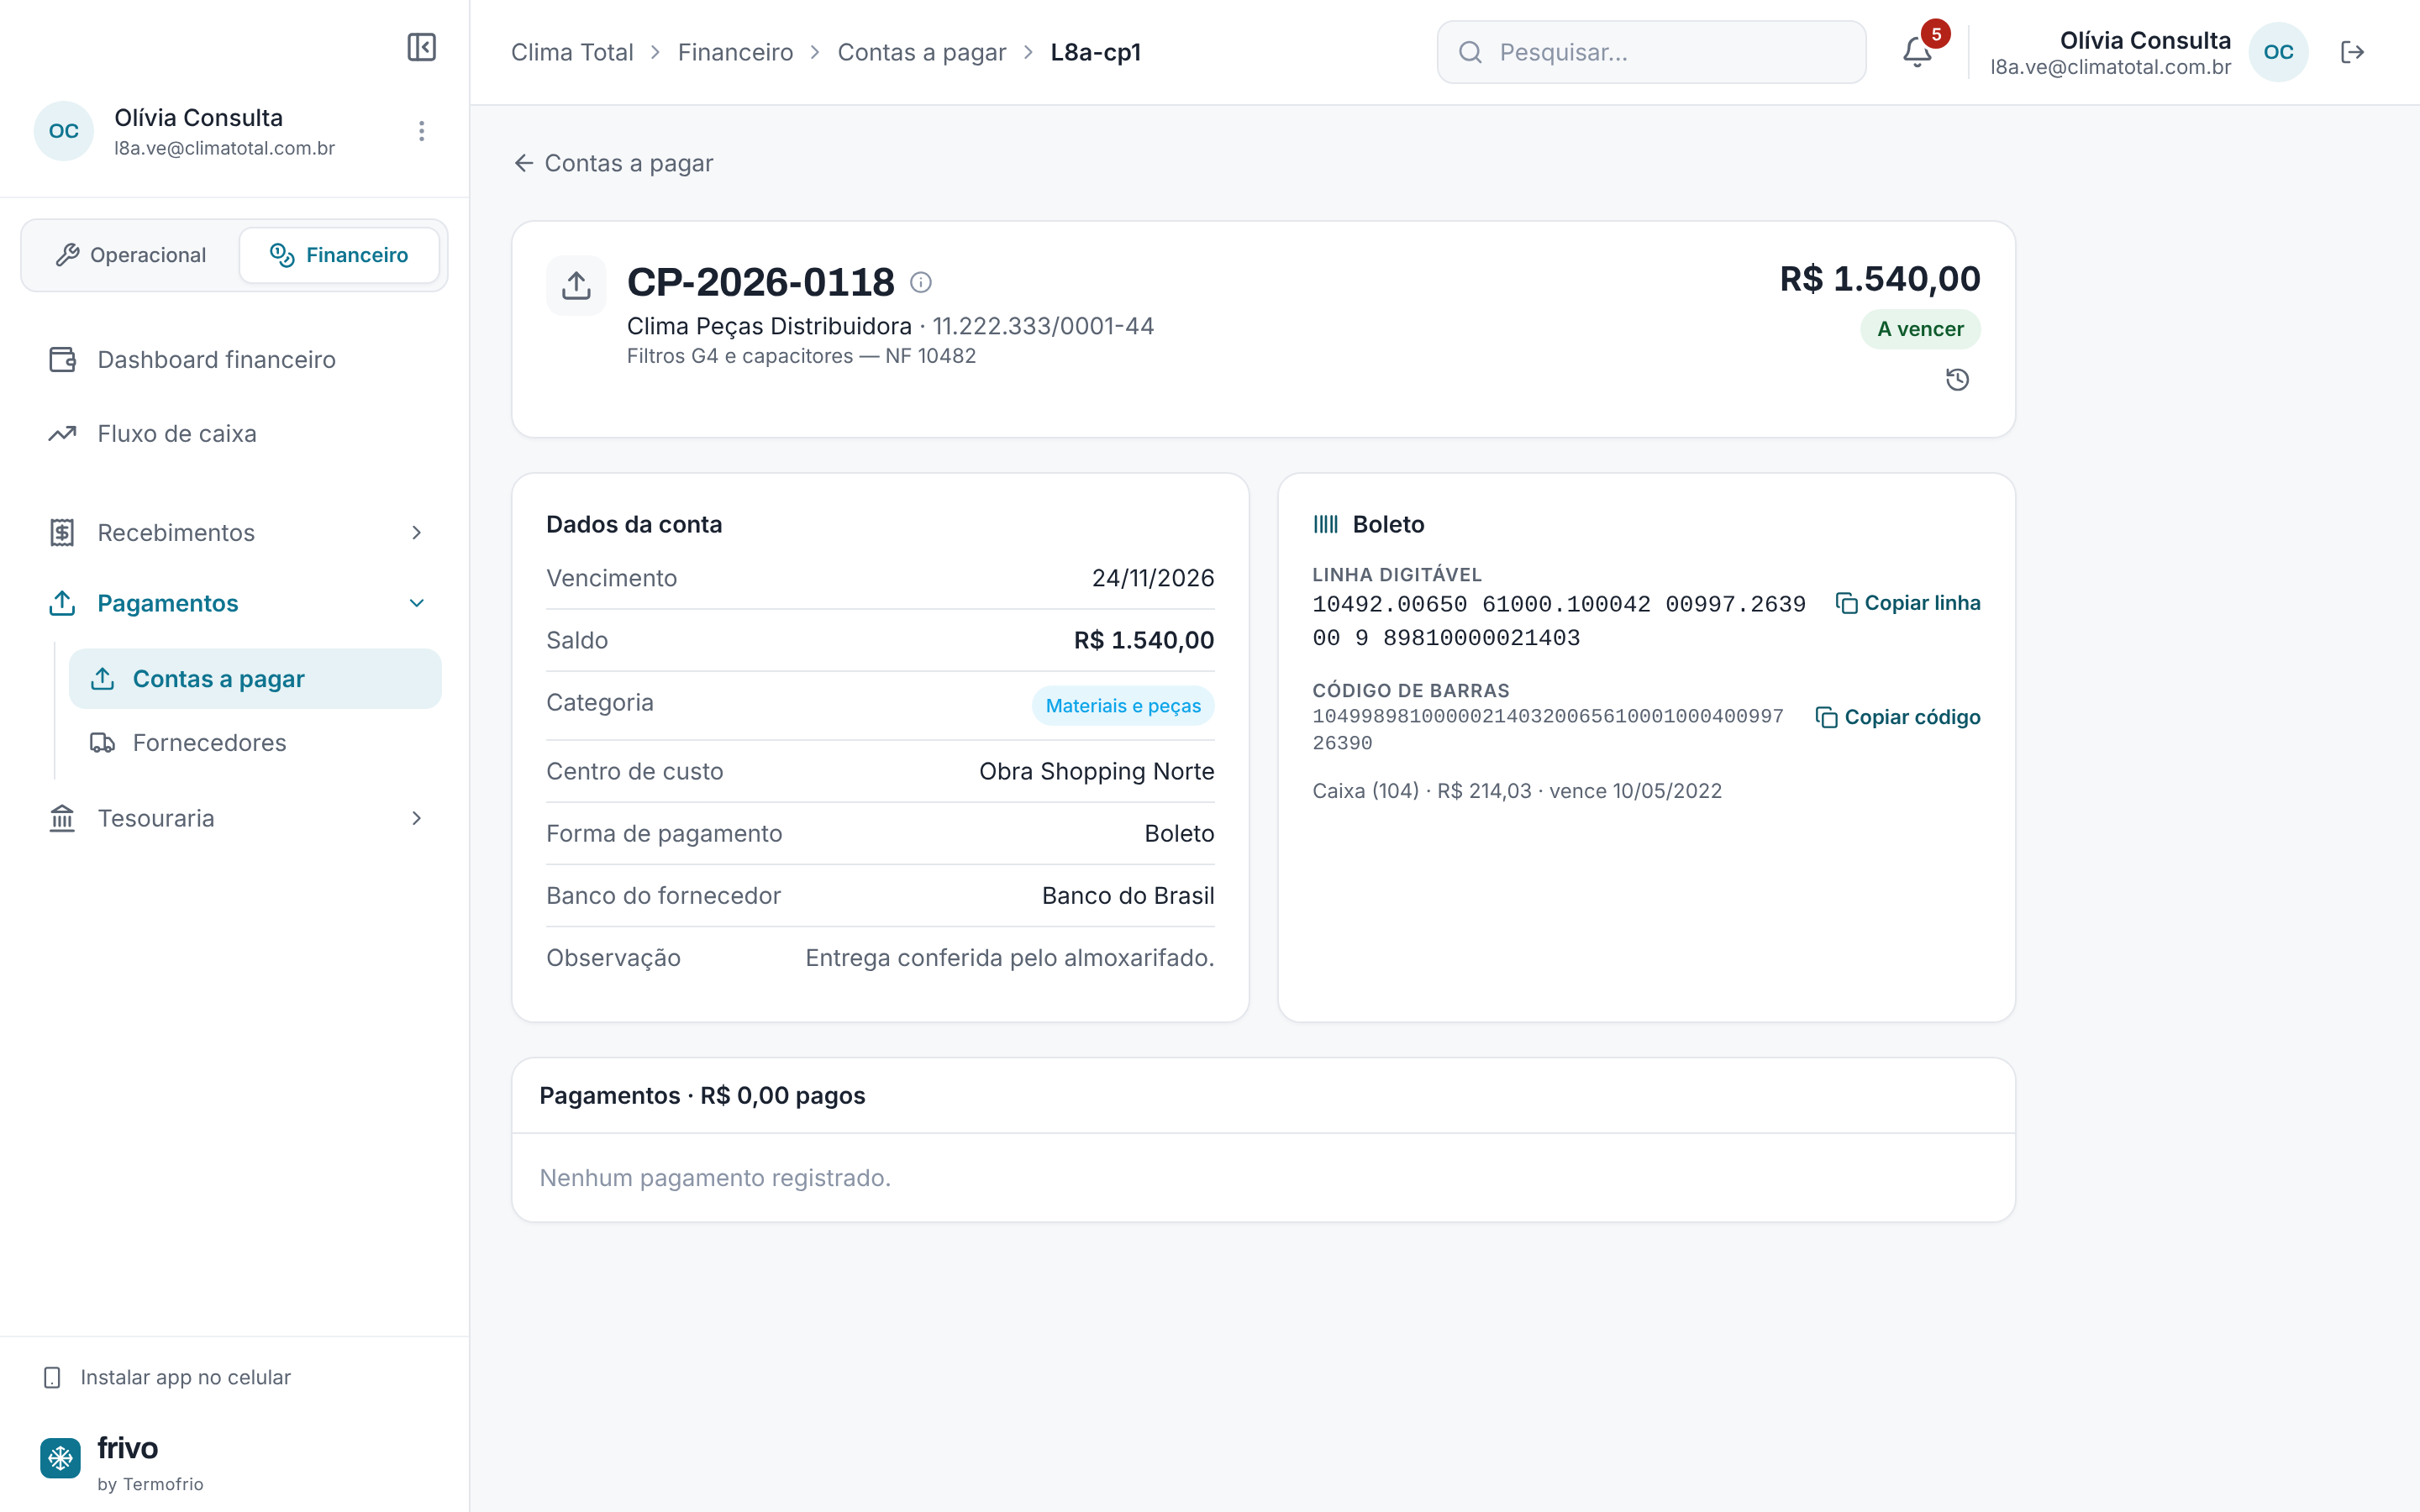 OC
Olívia Consulta
l8a.ve@climatotal.com.br
Operacional
Financeiro
Dashboard financeiro
Fluxo de caixa
Recebimentos
Pagamentos
Contas a pagar
Fornecedores
Tesouraria
Instalar app no celular
frivo
by Termofrio
Clima Total > Financeiro > Contas a pagar > L8a-cp1
Pesquisar...
5
Olívia Consulta
l8a.ve@climatotal.com.br
OC
Contas a pagar
CP-2026-0118
Clima Peças Distribuidora · 11.222.333/0001-44
Filtros G4 e capacitores — NF 10482
R$ 1.540,00
A vencer
Dados da conta
Vencimento 24/11/2026
Saldo R$ 1.540,00
Categoria Materiais e peças
Centro de custo Obra Shopping Norte
Forma de pagamento Boleto
Banco do fornecedor Banco do Brasil
Observação Entrega conferida pelo almoxarifado.
Boleto
LINHA DIGITÁVEL
10492.00650 61000.100042 00997.2639
00 9 89810000021403
Copiar linha
CÓDIGO DE BARRAS
104998981000002140320065610001000400997
26390
Copiar código
Caixa (104) · R$ 214,03 · vence 10/05/2022
Pagamentos · R$ 0,00 pagos
Nenhum pagamento registrado.